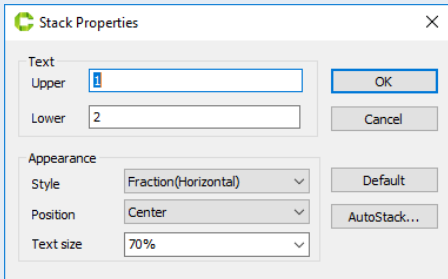 Stack Properties
Text
Upper 1 OK
Lower 2 Cancel
Appearance
Style Fraction(Horizontal) Default
Position Center AutoStack...
Text size 70%